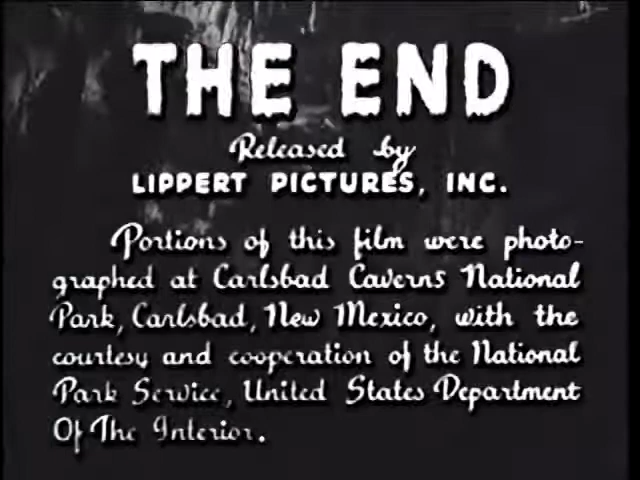 THE END
Released by
LIPPERT PICTURES, INC.
Portions of this film were photo-
graphed at Carlsbad Caverns National
Park, Carlsbad, New Mexico, with the
courtesy and cooperation of the National
Park Service, United States Department
Of The Interior.